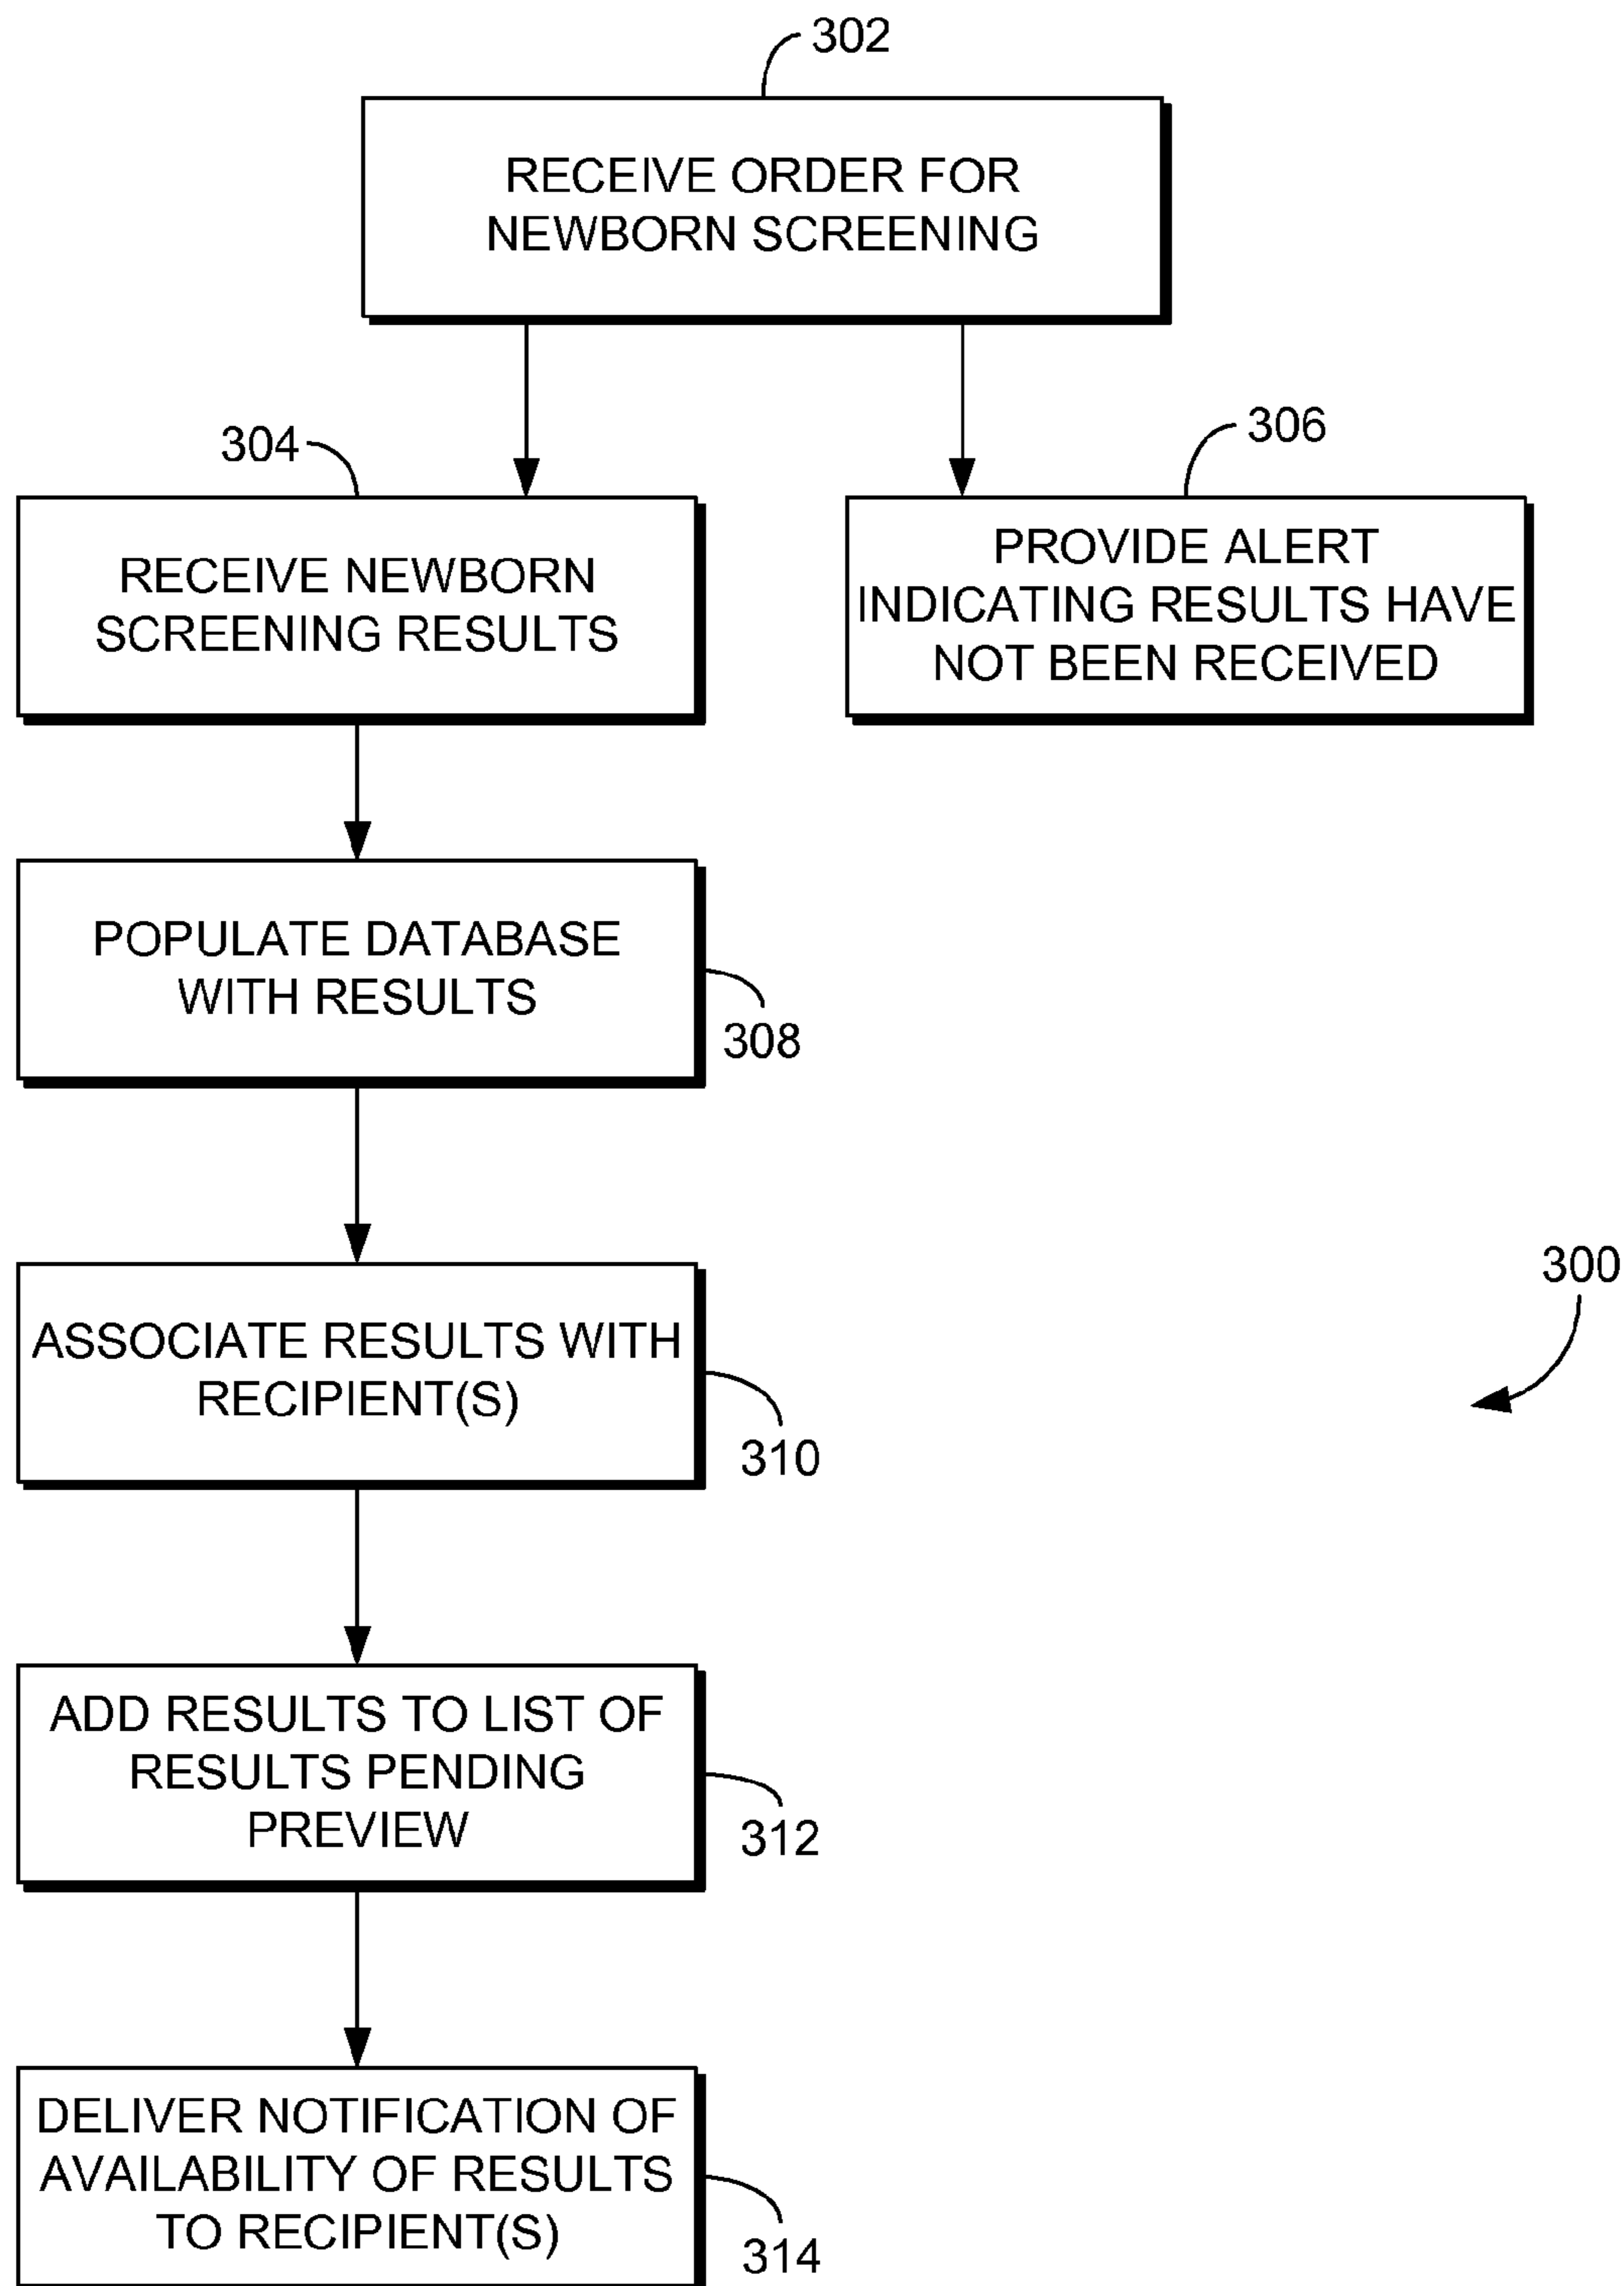 302
RECEIVE ORDER FOR
NEWBORN SCREENING
304
306
RECEIVE NEWBORN
SCREENING RESULTS
PROVIDE ALERT
INDICATING RESULTS HAVE
NOT BEEN RECEIVED
POPULATE DATABASE
WITH RESULTS
308
ASSOCIATE RESULTS WITH
RECIPIENT(S)
310
300
ADD RESULTS TO LIST OF
RESULTS PENDING
PREVIEW
312
DELIVER NOTIFICATION OF
AVAILABILITY OF RESULTS
TO RECIPIENT(S)
314